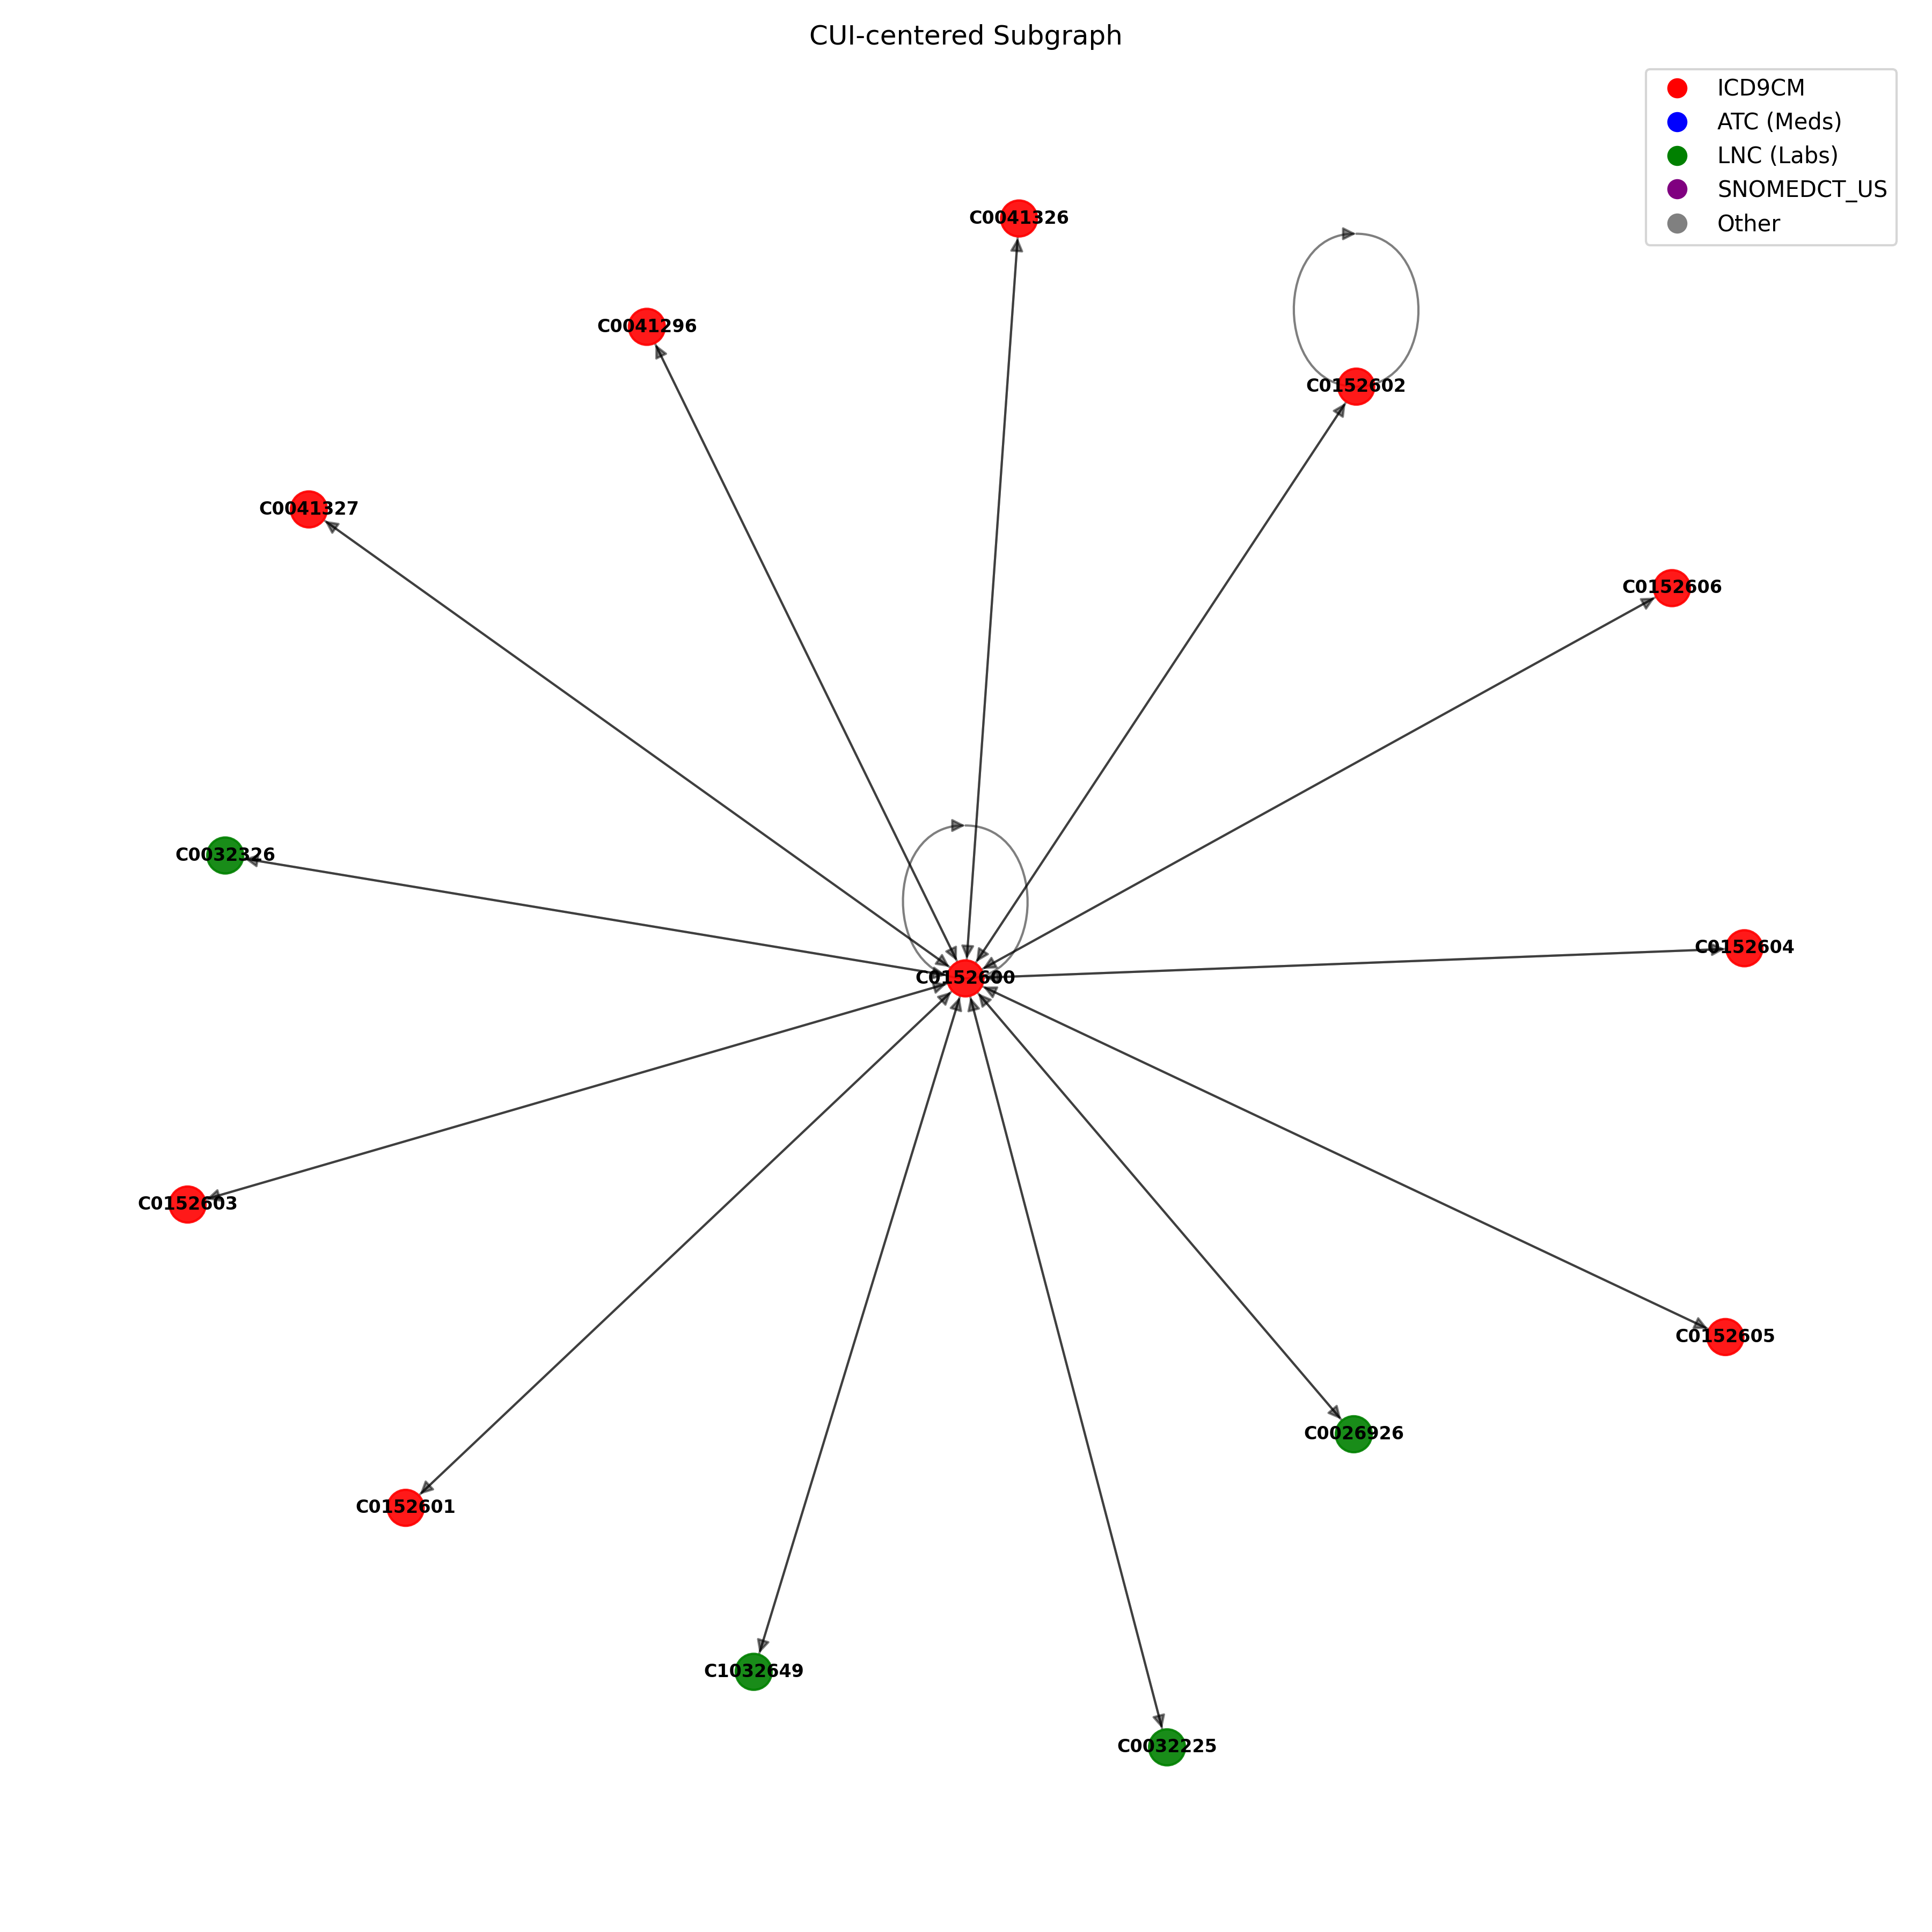 CUI-centered Subgraph
ICD9CM
ATC (Meds)
LNC (Labs)
SNOMEDCT_US
Other
C0041326
C0041296
C0152602
C0041327
C0152606
C0032326
C0152604
C0152600
C0152603
C0152605
C0026926
C0152601
C1032649
C0032225